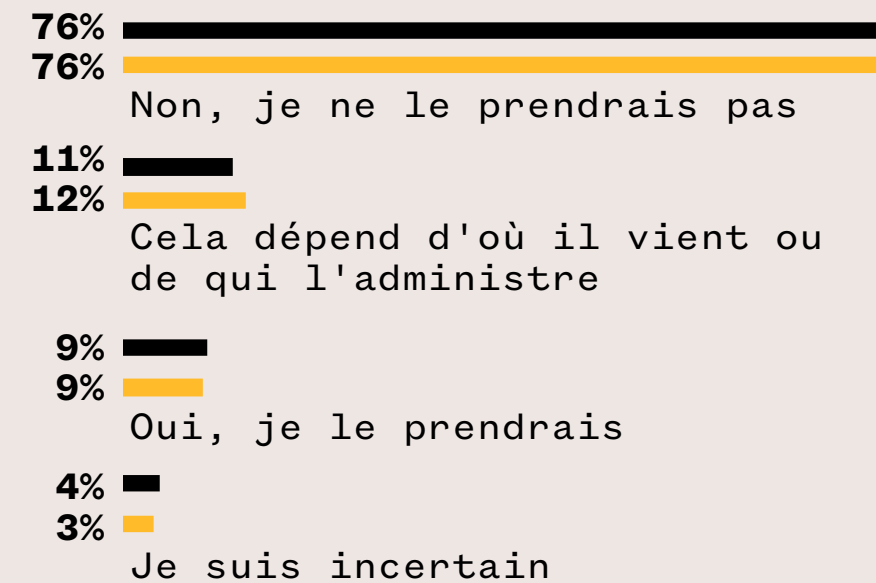 76%
76%
Non, je ne le prendrais pas
11%
12%
Cela dépend d'où il vient ou
de qui l'administre
9%
9%
Oui, je le prendrais
4%
3%
Je suis incertain